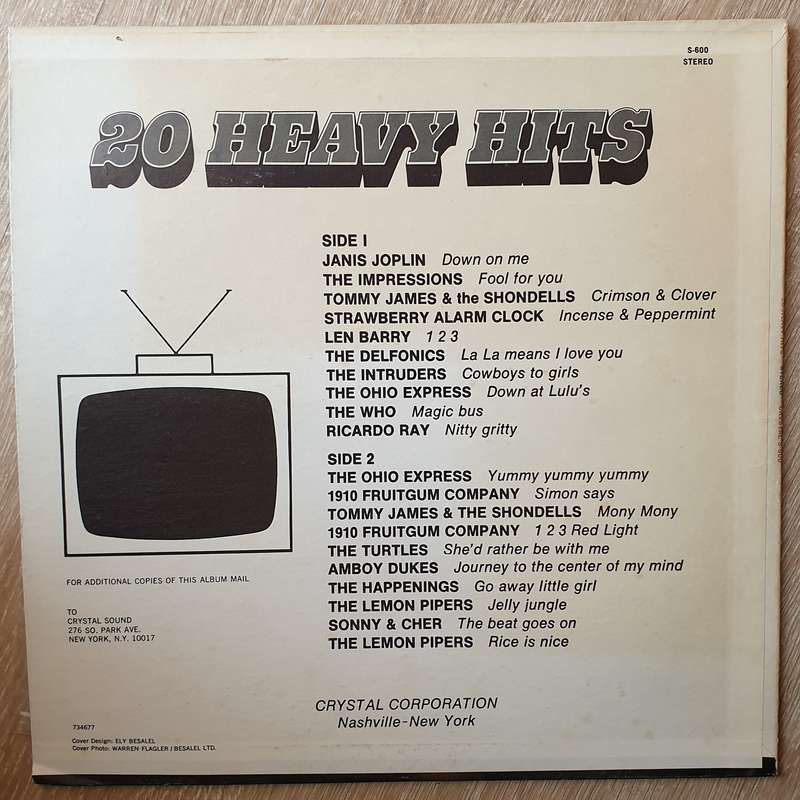 S-600
STEREO
20 HEAVY HITS
SIDE I
JANIS JOPLIN Down on me
THE IMPRESSIONS Fool for you
TOMMY JAMES & the SHONDELLS Crimson & Clover
STRAWBERRY ALARM CLOCK Incense & Peppermint
LEN BARRY 1 2 3
THE DELFONICS La La means I love you
THE INTRUDERS Cowboys to girls
THE OHIO EXPRESS Down at Lulu's
THE WHO Magic bus
RICARDO RAY Nitty gritty
SIDE 2
THE OHIO EXPRESS Yummy yummy yummy
1910 FRUITGUM COMPANY Simon says
TOMMY JAMES & THE SHONDELLS Mony Mony
1910 FRUITGUM COMPANY 1 2 3 Red Light
THE TURTLES She'd rather be with me
AMBOY DUKES Journey to the center of my mind
THE HAPPENINGS Go away little girl
THE LEMON PIPERS Jelly jungle
SONNY & CHER The beat goes on
THE LEMON PIPERS Rice is nice
FOR ADDITIONAL COPIES OF THIS ALBUM MAIL
TO
CRYSTAL SOUND
276 SO. PARK AVE.
NEW YORK, N.Y. 10017
CRYSTAL CORPORATION
Nashville-New York
734677
Cover Design: ELY BESALEL
Cover Photo: WARREN FLAGLER / BESALEL LTD.